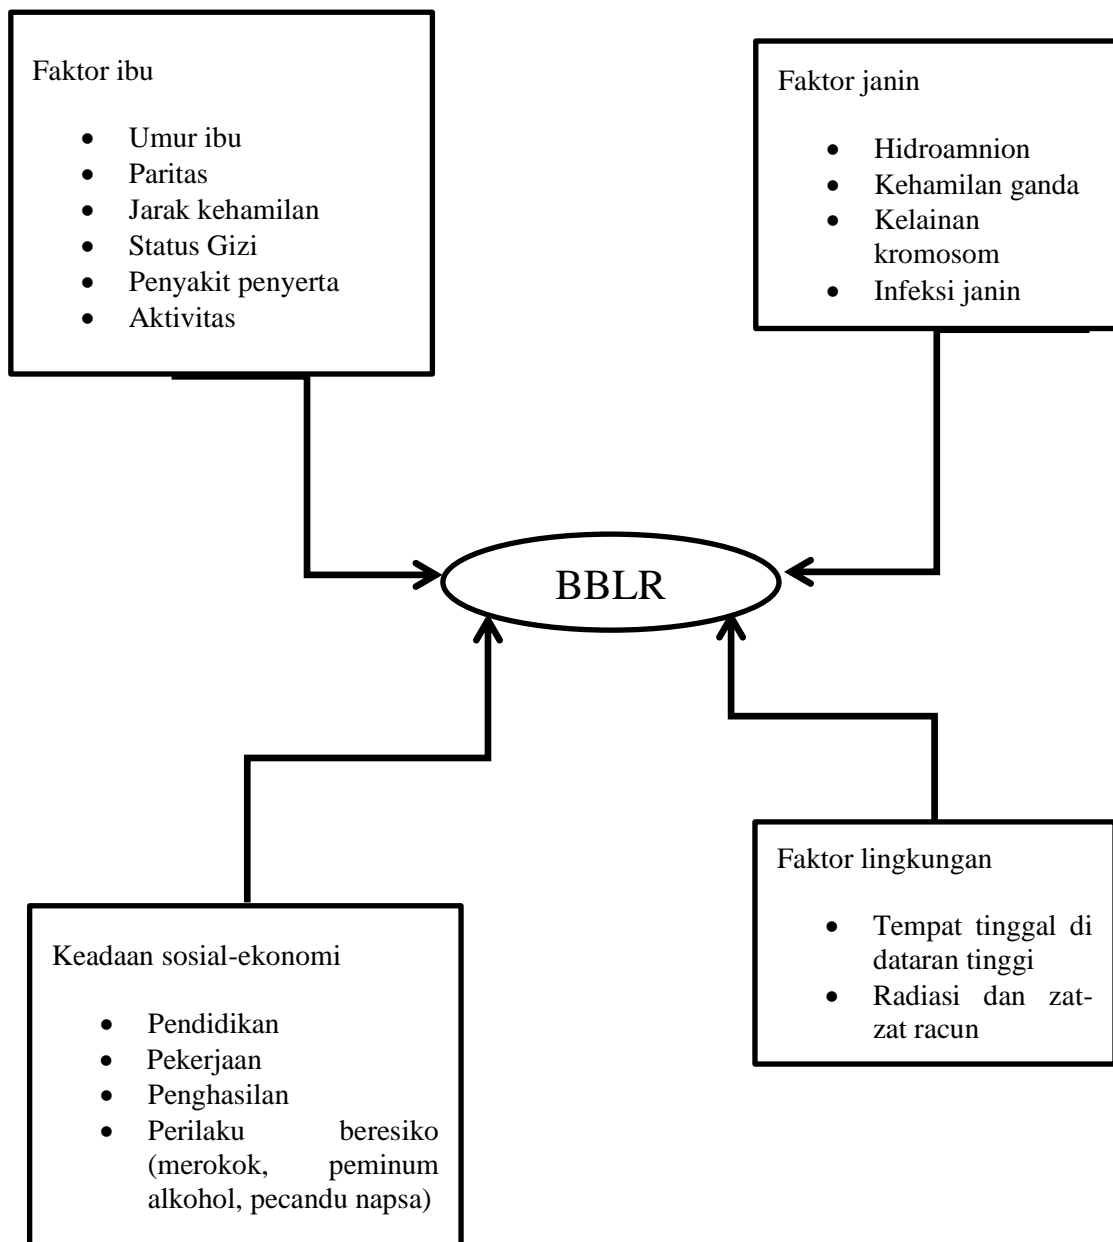 Faktor ibu
• Umur ibu
• Paritas
• Jarak kehamilan
• Status Gizi
• Penyakit penyerta
• Aktivitas
Faktor janin
• Hidroamnion
• Kehamilan ganda
• Kelainan
kromosom
• Infeksi janin
BBLR
Keadaan sosial-ekonomi
• Pendidikan
• Pekerjaan
• Penghasilan
• Perilaku beresiko
(merokok, peminum
alkohol, pecandu napsa)
Faktor lingkungan
• Tempat tinggal di
dataran tinggi
• Radiasi dan zat-
zat racun